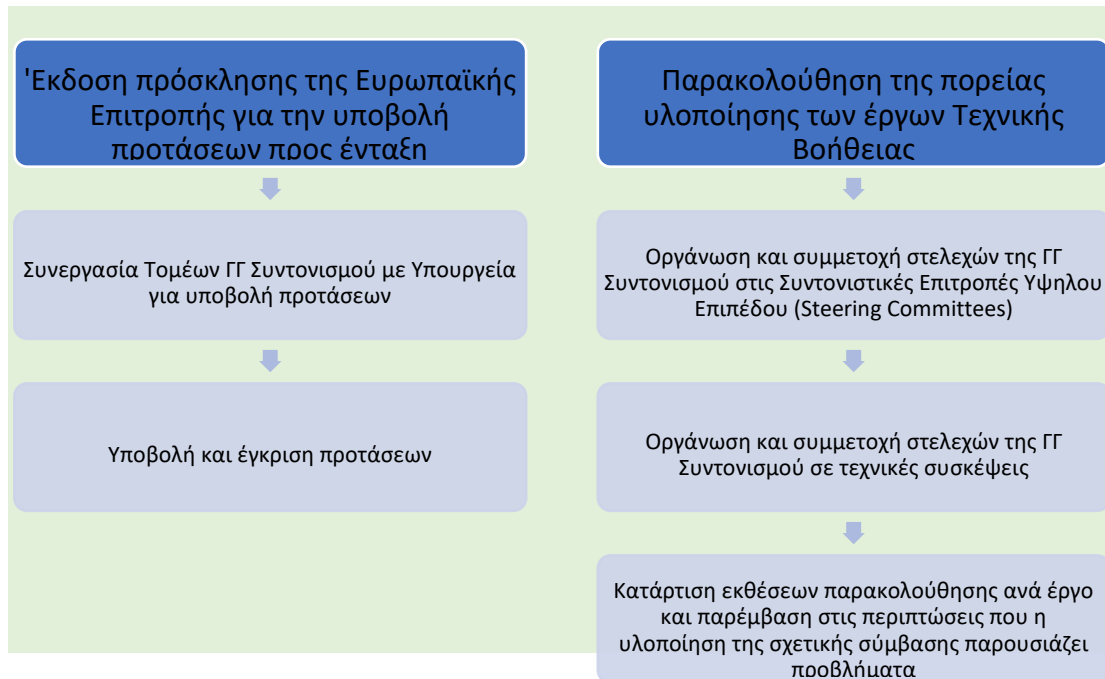 'Έκδοση πρόσκλησης της Ευρωπαϊκής
Επιτροπής για την υποβολή
προτάσεων προς ένταξη
Συνεργασία Τομέων ΓΓ Συντονισμού με Υπουργεία
για υποβολή προτάσεων
Υποβολή και έγκριση προτάσεων
Παρακολούθηση της πορείας
υλοποίησης των έργων Τεχνικής
Βοήθειας
Οργάνωση και συμμετοχή στελεχών της ΓΓ
Συντονισμού στις Συντονιστικές Επιτροπές Υψηλου
Επιπέδου (Steering Committees)
Οργάνωση και συμμετοχή στελεχών της ΓΓ
Συντονισμού σε τεχνικές συσκέψεις
Κατάρτιση εκθέσεων παρακολούθησης ανά έργο
και παρέμβαση στις περιπτώσεις που η
υλοποίηση της σχετικής σύμβασης παρουσιάζει
προβλήματα